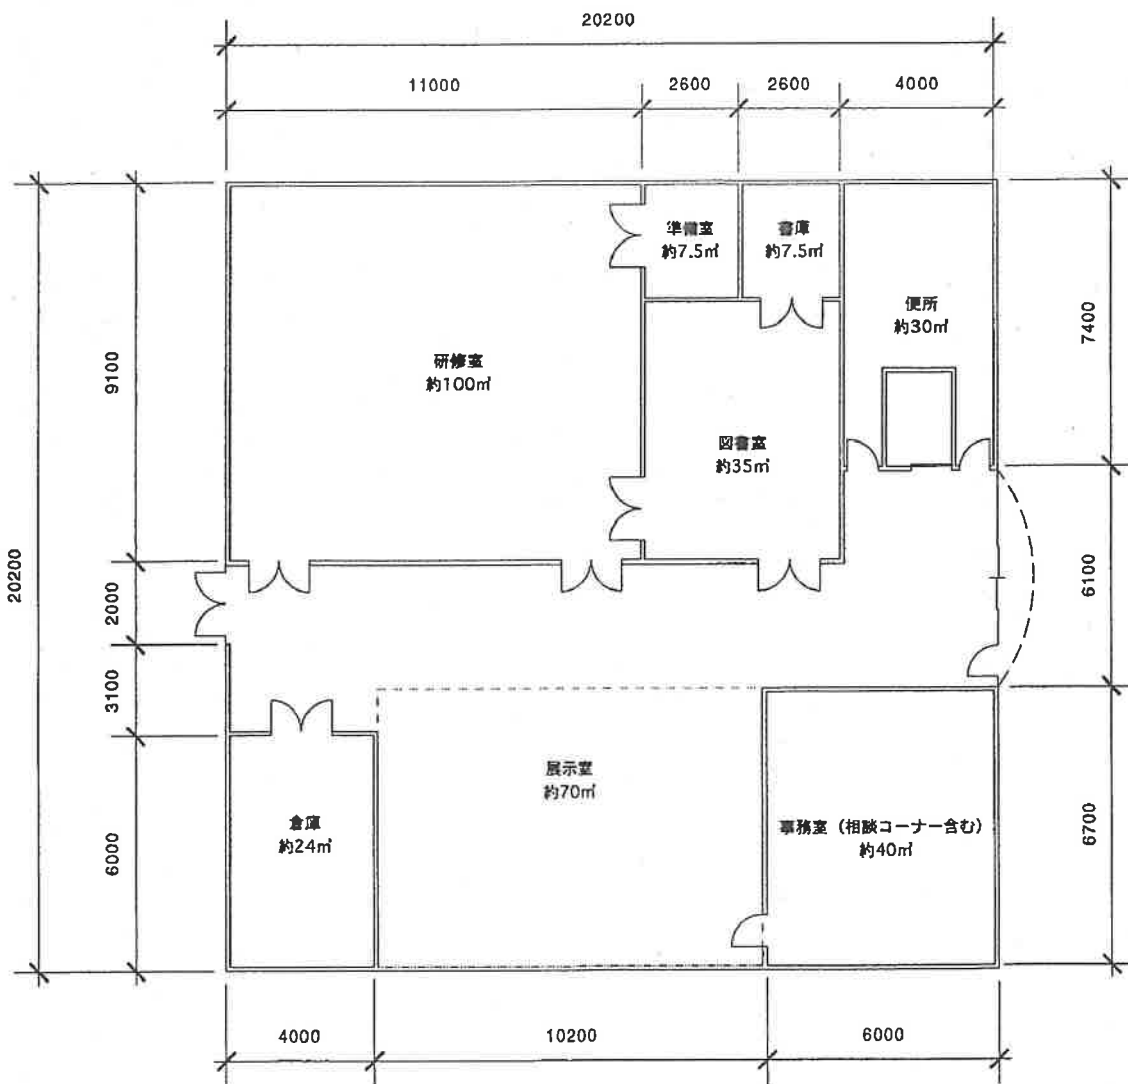 20200
11000
2600
2600
4000
準備室
約7.5㎡
書庫
約7.5㎡
便所
約30㎡
7400
9100
研修室
約100㎡
図書室
約35㎡
20200
2000
6100
3100
展示室
約70㎡
倉庫
約24㎡
事務室（相談コーナー含む）
約40㎡
6000
6700
4000
10200
6000